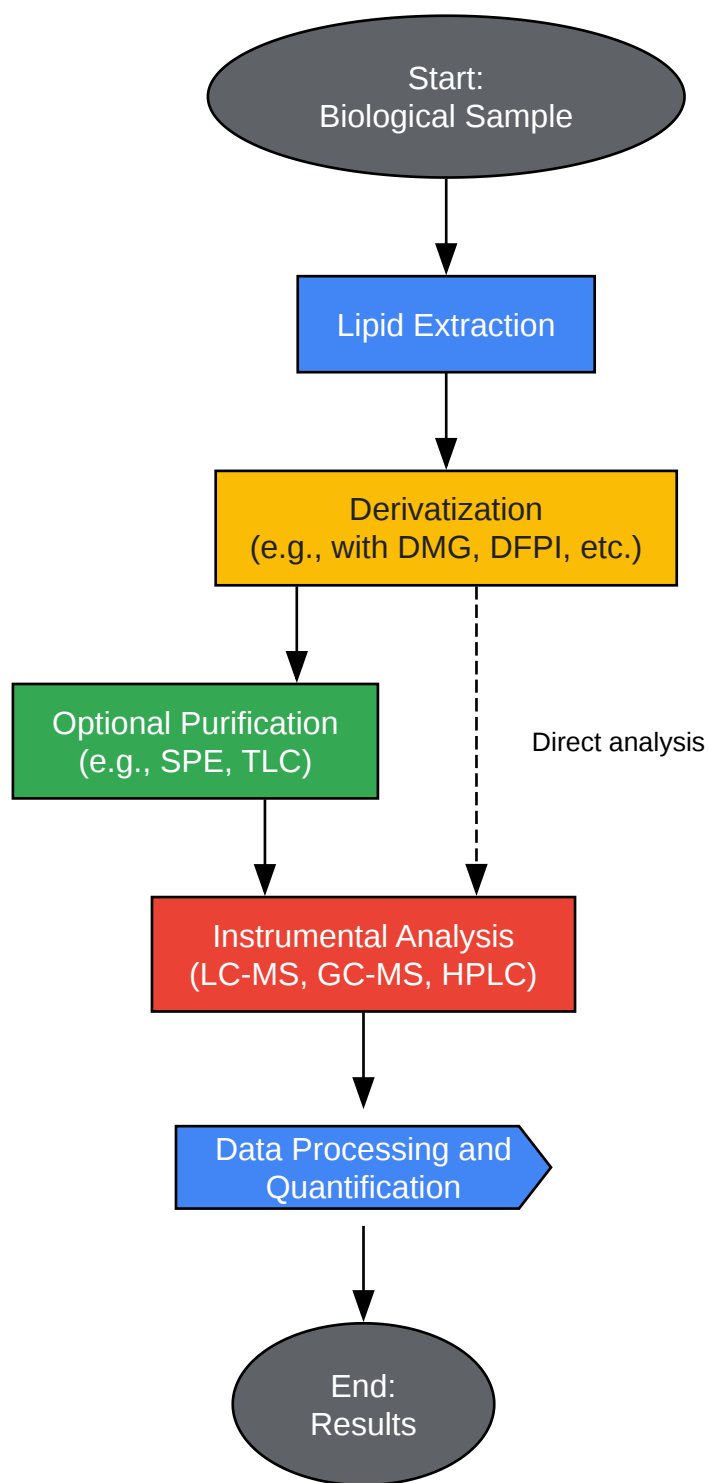 Start:
Biological Sample
Lipid Extraction
Derivatization
(e.g., with DMG, DFPI, etc.)
Optional Purification
(e.g., SPE, TLC)
Direct analysis
Instrumental Analysis
(LC-MS, GC-MS, HPLC)
Data Processing and
Quantification
End:
Results